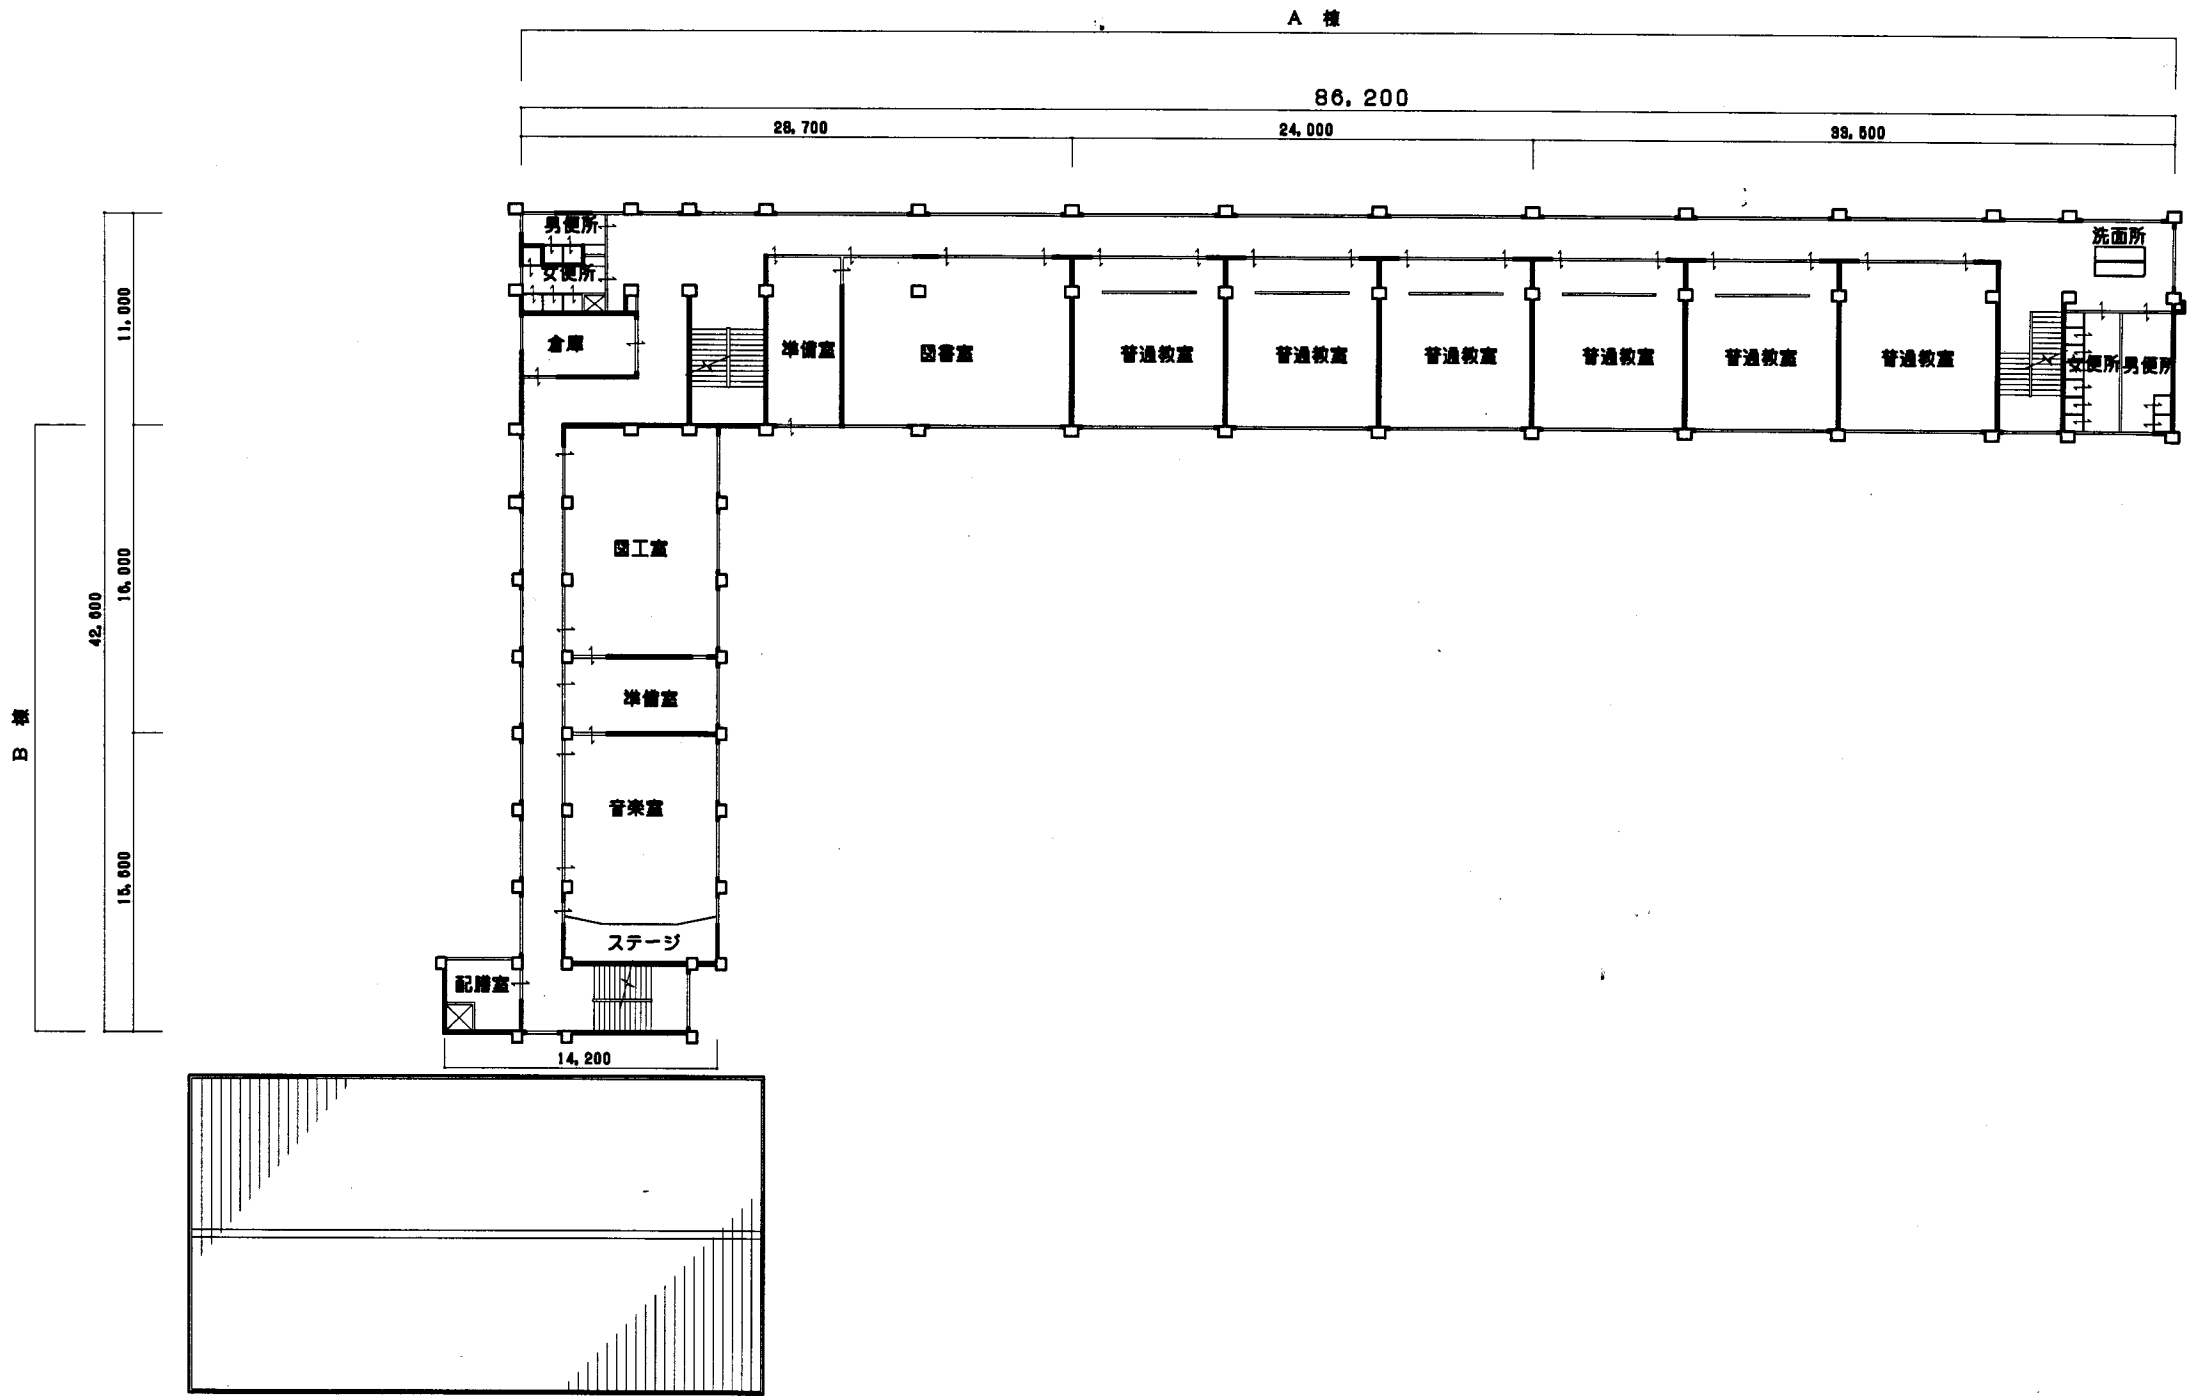 A 棟
86,200
28,700
24,000
33,500
男便所
洗面所
女便所
11,000
倉庫
準備室
図書室
普通教室
普通教室
普通教室
普通教室
普通教室
普通教室
女便所
男便所
図工室
16,000
42,600
準備室
B 棟
音楽室
15,600
ステージ
配膳室
14,200